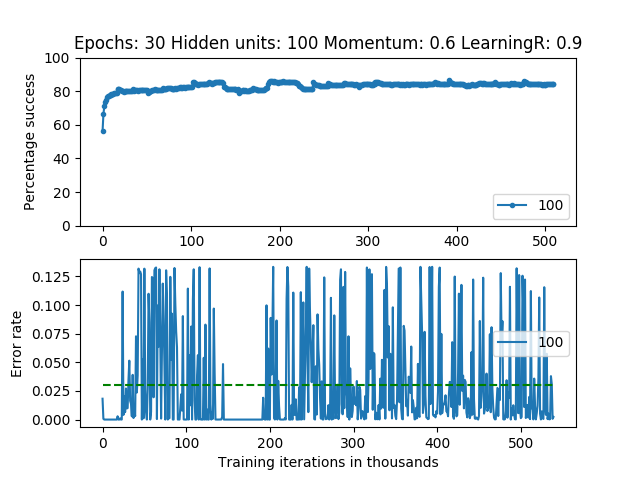 Epochs: 30 Hidden units: 100 Momentum: 0.6 LearningR: 0.9
Percentage success
100
80
60
40
20
0
100
0 100 200 300 400 500
Error rate
0.125
0.100
0.075
0.050
0.025
0.000
100
0 100 200 300 400 500
Training iterations in thousands